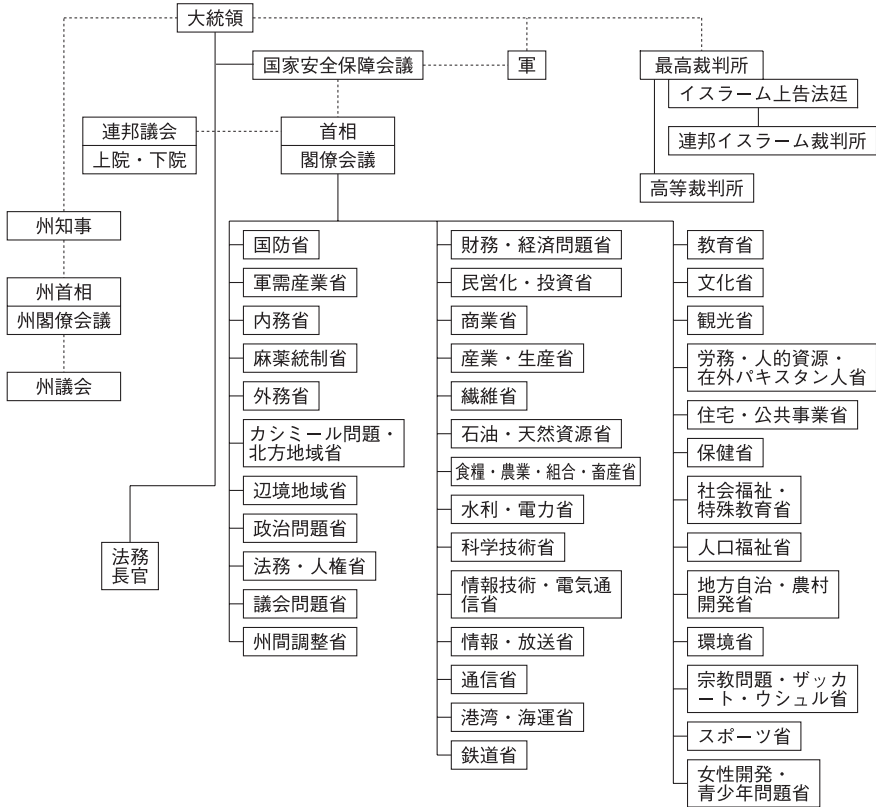 大統領
国家安全保障会議
軍
最高裁判所
イスラーム上告法廷
連邦イスラーム裁判所
高等裁判所
連邦議会
上院・下院
首相
閣僚会議
州知事
州首相
州閣僚会議
州議会
法務
長官
国防省
軍需産業省
内務省
麻薬統制省
外務省
カシミール問題・
北方地域省
辺境地域省
政治問題省
法務・人権省
議会問題省
州間調整省
財務・経済問題省
民営化・投資省
商業省
産業・生産省
繊維省
石油・天然資源省
食糧・農業・組合・畜産省
水利・電力省
科学技術省
情報技術・電気通
信省
情報・放送省
通信省
港湾・海運省
鉄道省
教育省
文化省
観光省
労務・人的資源・
在外パキスタン人省
住宅・公共事業省
保健省
社会福祉・
特殊教育省
人口福祉省
地方自治・農村
開発省
環境省
宗教問題・ザッカ
ート・ウシュル省
スポーツ省
女性開発・
青少年問題省